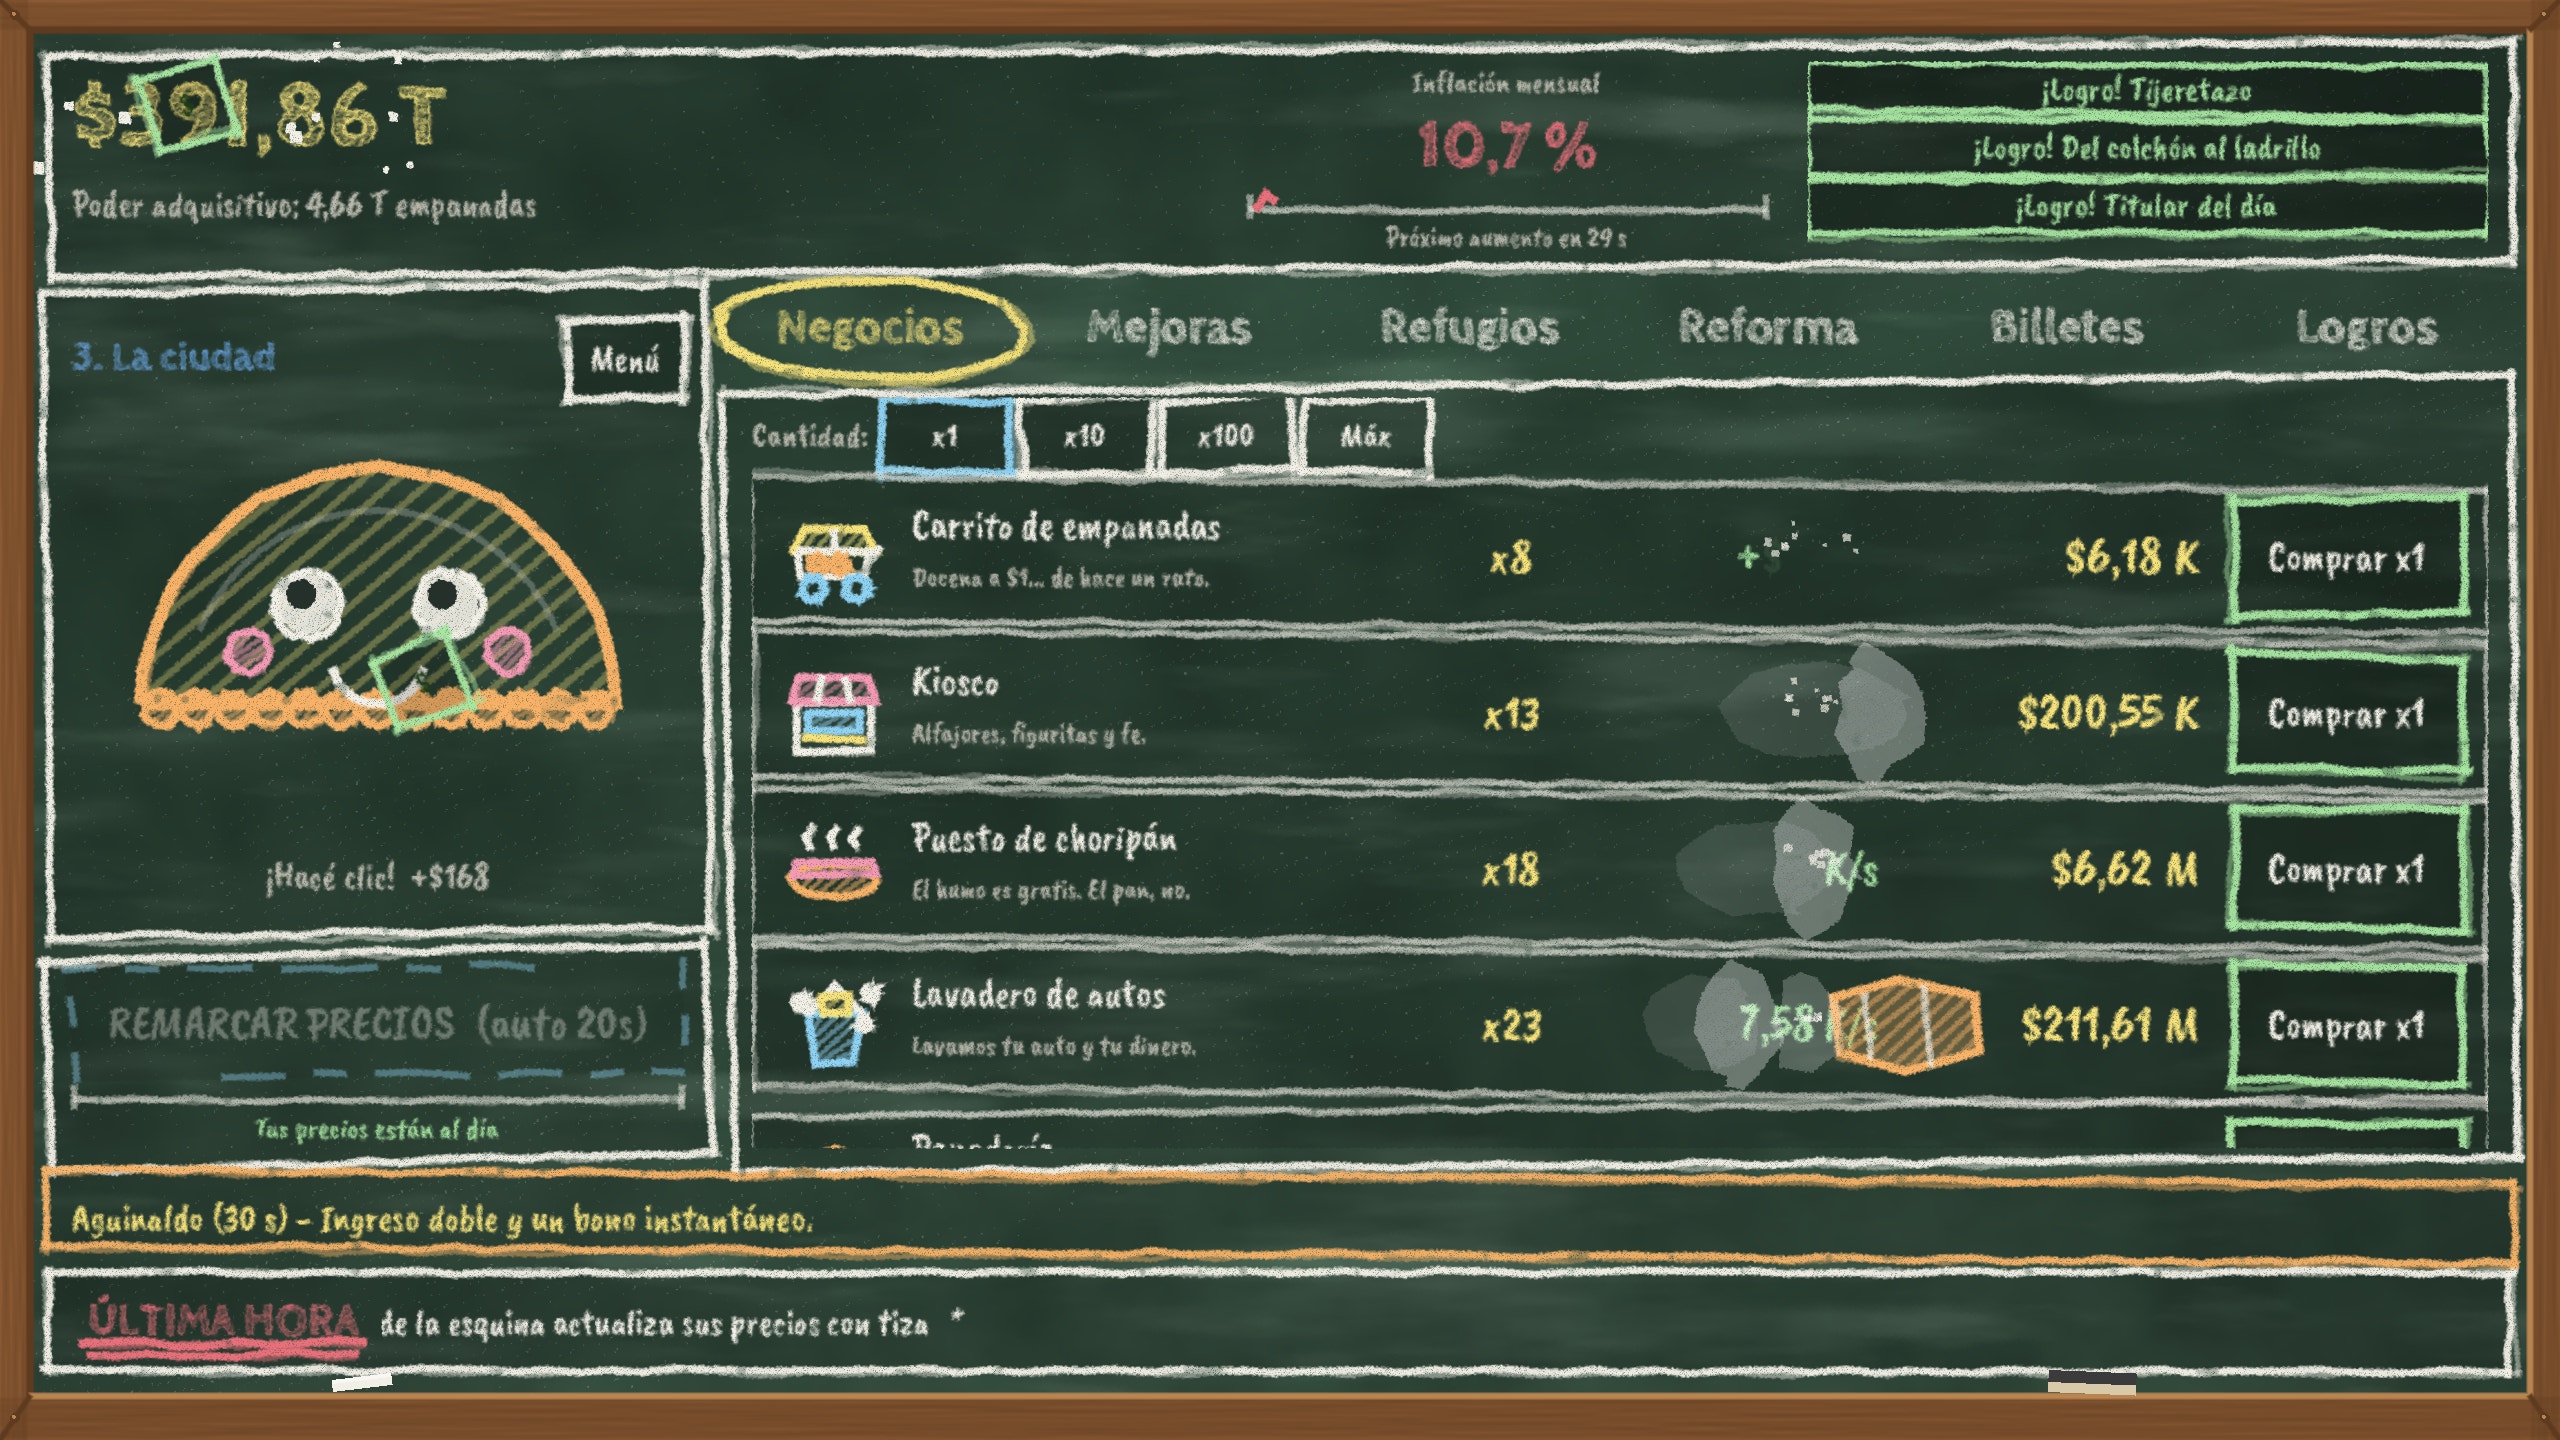 $391,86 T
Poder adquisitivo: 4,66 T empanadas
Inflación mensual
10,7 %
Próximo aumento en 29 s
¡Logro! Tijeretazo
¡Logro! Del colchón al ladrillo
¡Logro! Titular del día
3. La ciudad
Menú
¡Hacé clic! +$168
REMARCAR PRECIOS (auto 20s)
Tus precios están al día
Negocios
Mejoras
Refugios
Reforma
Billetes
Logros
Cantidad:
x1
x10
x100
Máx
Carrito de empanadas
Docena a $1... de hace un rato.
x8
+
$6,18 K
Comprar x1
Kiosco
Alfajores, figuritas y fe.
x13
$200,55 K
Comprar x1
Puesto de choripán
El humo es gratis. El pan, no.
x18
K/s
$6,62 M
Comprar x1
Lavadero de autos
Lavamos tu auto y tu dinero.
x23
7,58
$211,61 M
Comprar x1
Aguinaldo (30 s) - Ingreso doble y un bono instantáneo.
ÚLTIMA HORA de la esquina actualiza sus precios con tiza *